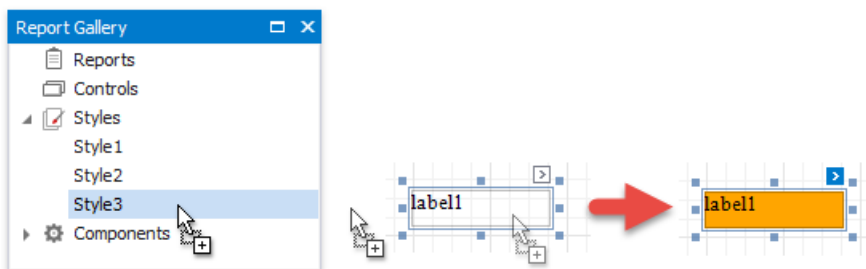 Report Gallery
Reports
Controls
Styles
Style1
Style2
Style3
Components
label1
label1